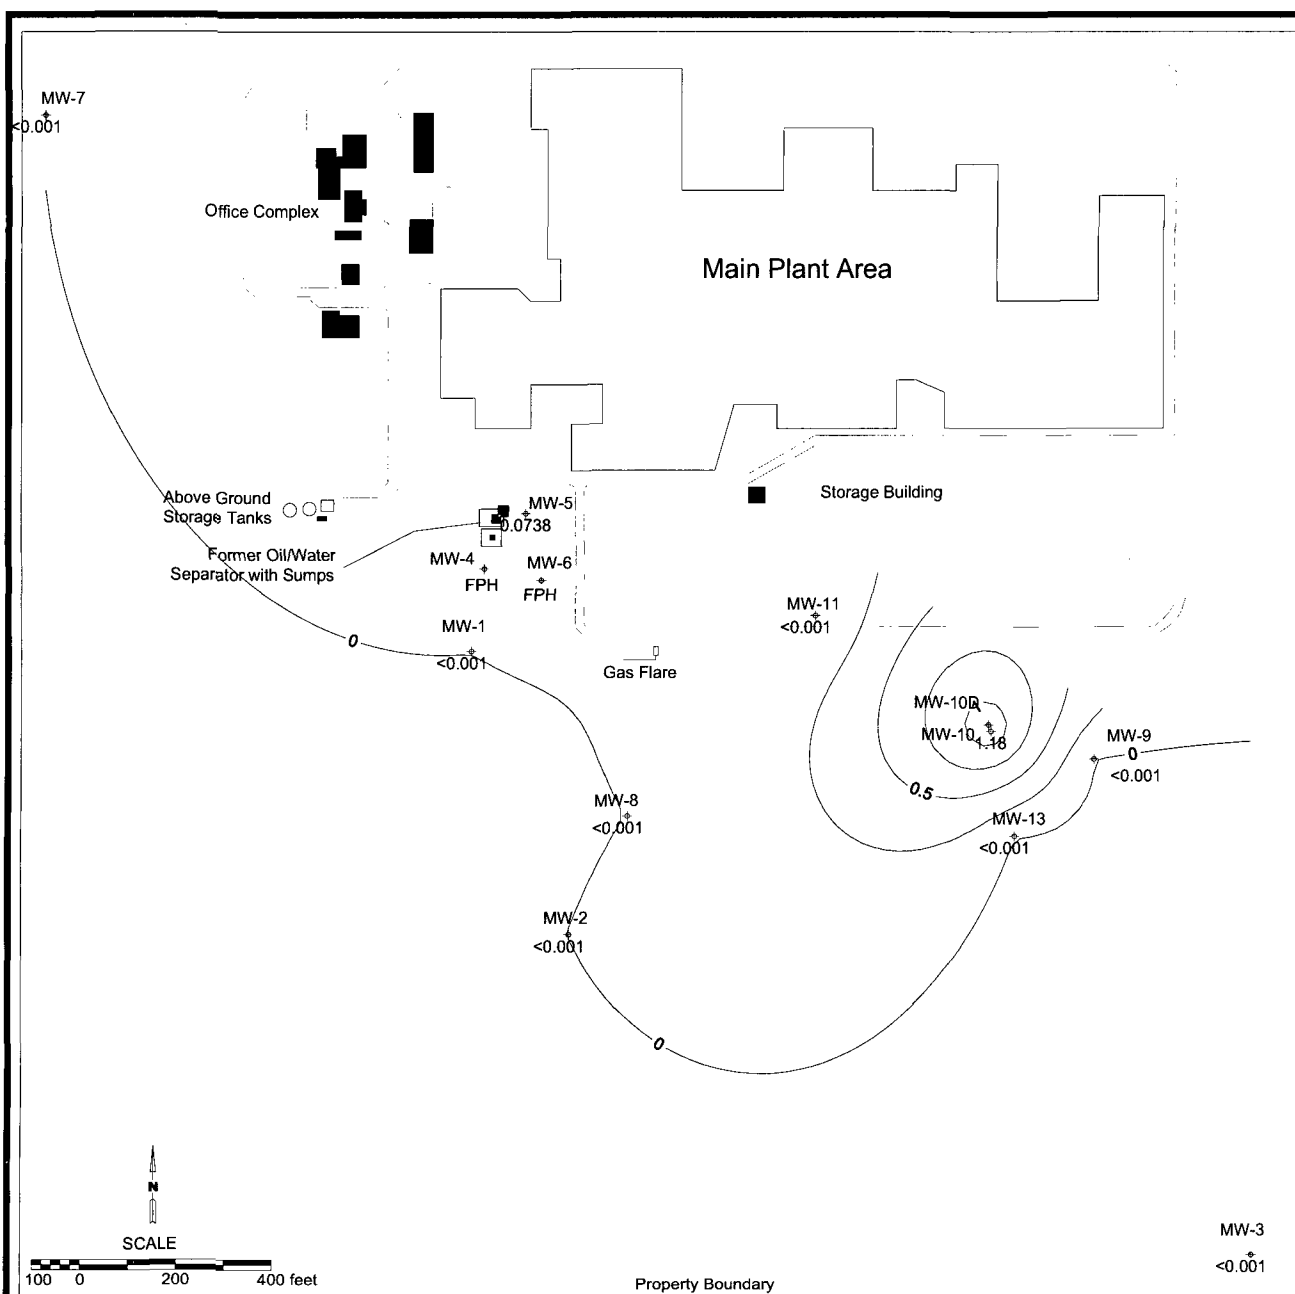 MW-7
<0.001
Office Complex
Main Plant Area
Above Ground
Storage Tanks
Storage Building
MW-5
0.0738
Former Oil/Water
Separator with Sumps
MW-4
FPH
MW-6
FPH
MW-11
<0.001
MW-1
<0.001
0
Gas Flare
MW-10D
MW-10
1.18
MW-9
<0.001
0
0.5
MW-8
<0.001
MW-13
<0.001
MW-2
<0.001
0
N
SCALE
100 0 200 400 feet
Property Boundary
MW-3
<0.001